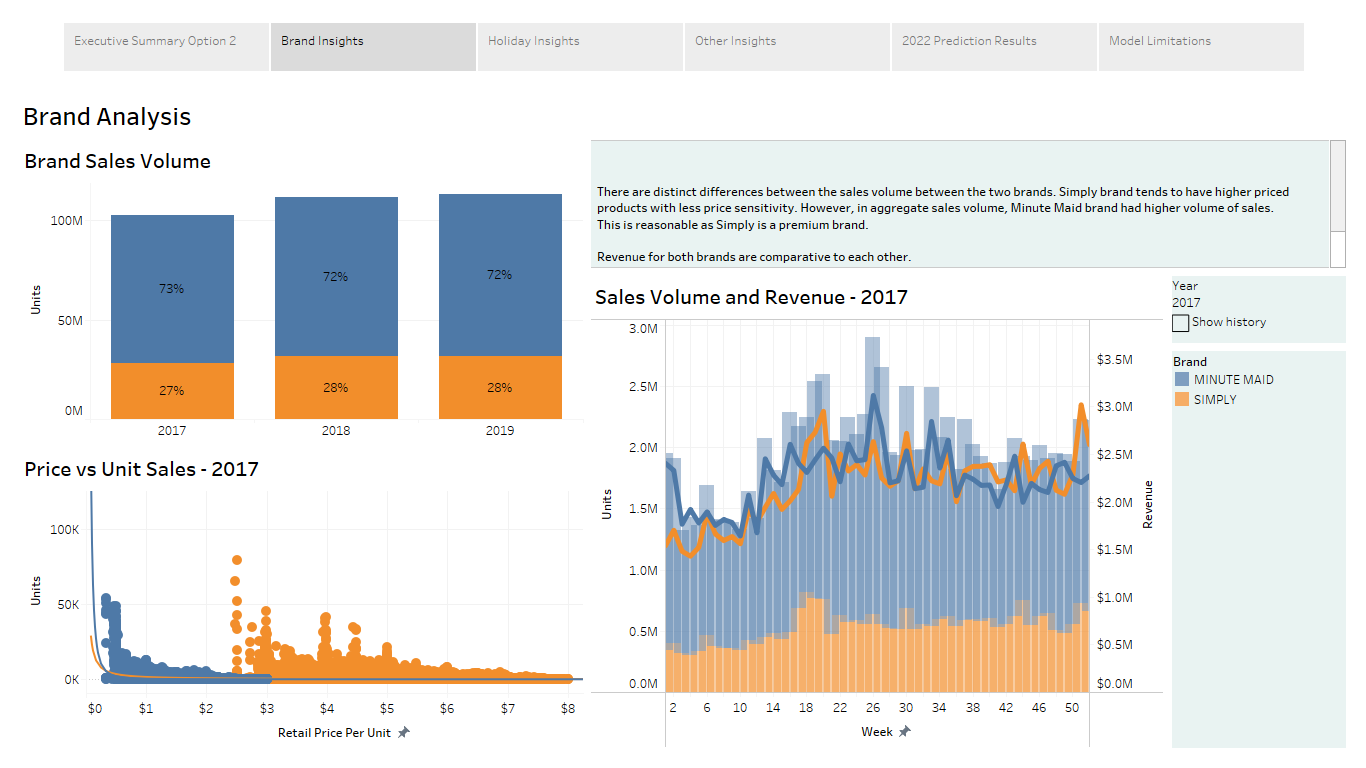 Executive Summary Option 2
Brand Insights
Holiday Insights
Other Insights
2022 Prediction Results
Model Limitations
Brand Analysis
Brand Sales Volume
Units
100M
50M
0M
73%
72%
72%
27%
28%
28%
2017
2018
2019
There are distinct differences between the sales volume between the two brands. Simply brand tends to have higher priced
products with less price sensitivity. However, in aggregate sales volume, Minute Maid brand had higher volume of sales.
This is reasonable as Simply is a premium brand.
Revenue for both brands are comparative to each other.
Price vs Unit Sales - 2017
Units
100K
50K
0K
$0
$1
$2
$3
$4
$5
$6
$7
$8
Retail Price Per Unit
Sales Volume and Revenue - 2017
Units
3.0M
2.5M
2.0M
1.5M
1.0M
0.5M
0.0M
$3.5M
$3.0M
$2.5M
$2.0M
$1.5M
$1.0M
$0.5M
$0.0M
Revenue
2
6
10
14
18
22
26
30
34
38
42
46
50
Week
Year
2017
Show history
Brand
MINUTE MAID
SIMPLY